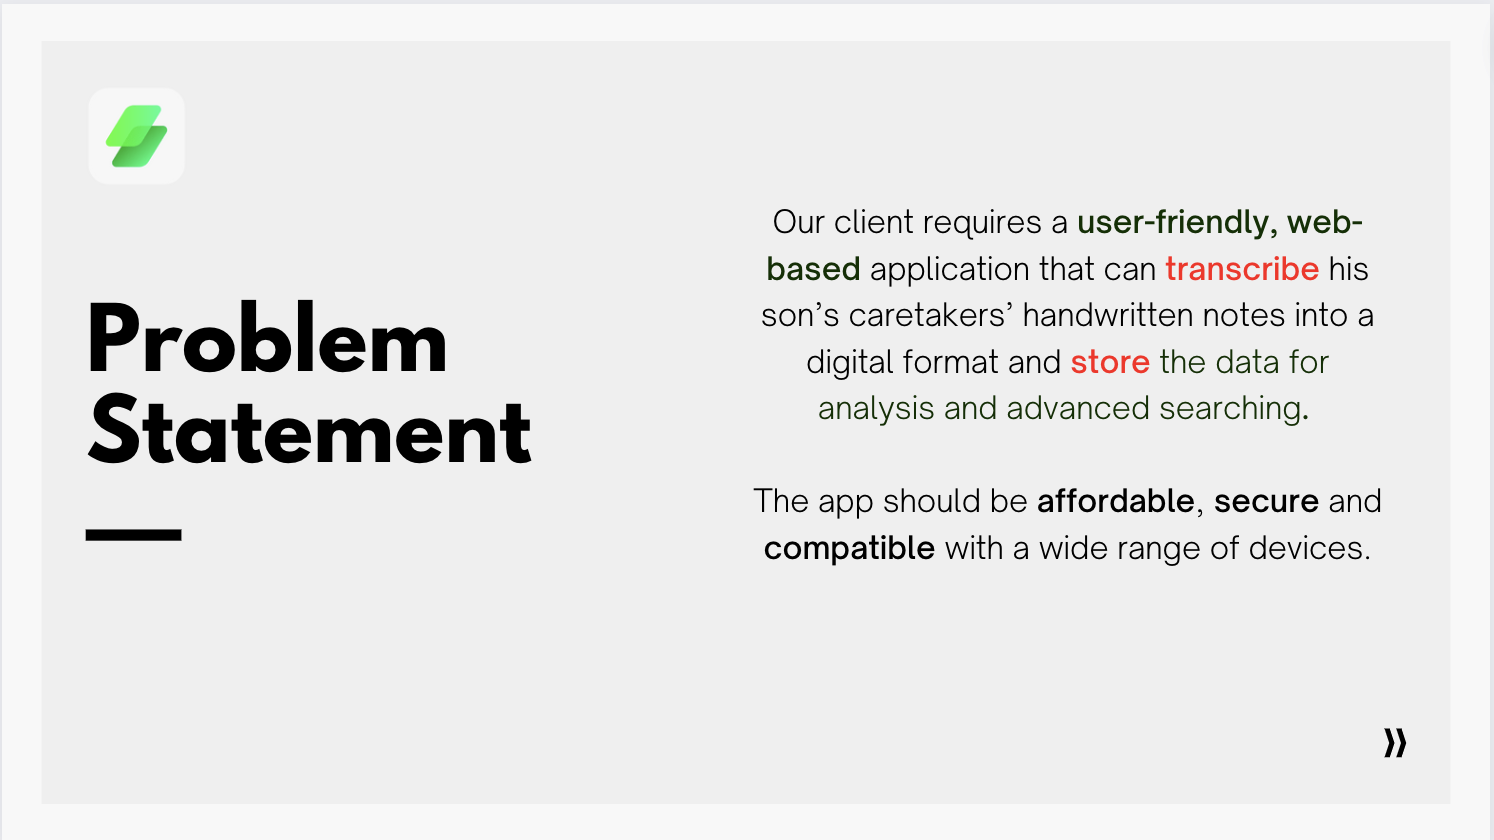 Problem
Statement
Our client requires a user-friendly, web-
based application that can transcribe his
son’s caretakers’ handwritten notes into a
digital format and store the data for
analysis and advanced searching.
The app should be affordable, secure and
compatible with a wide range of devices.